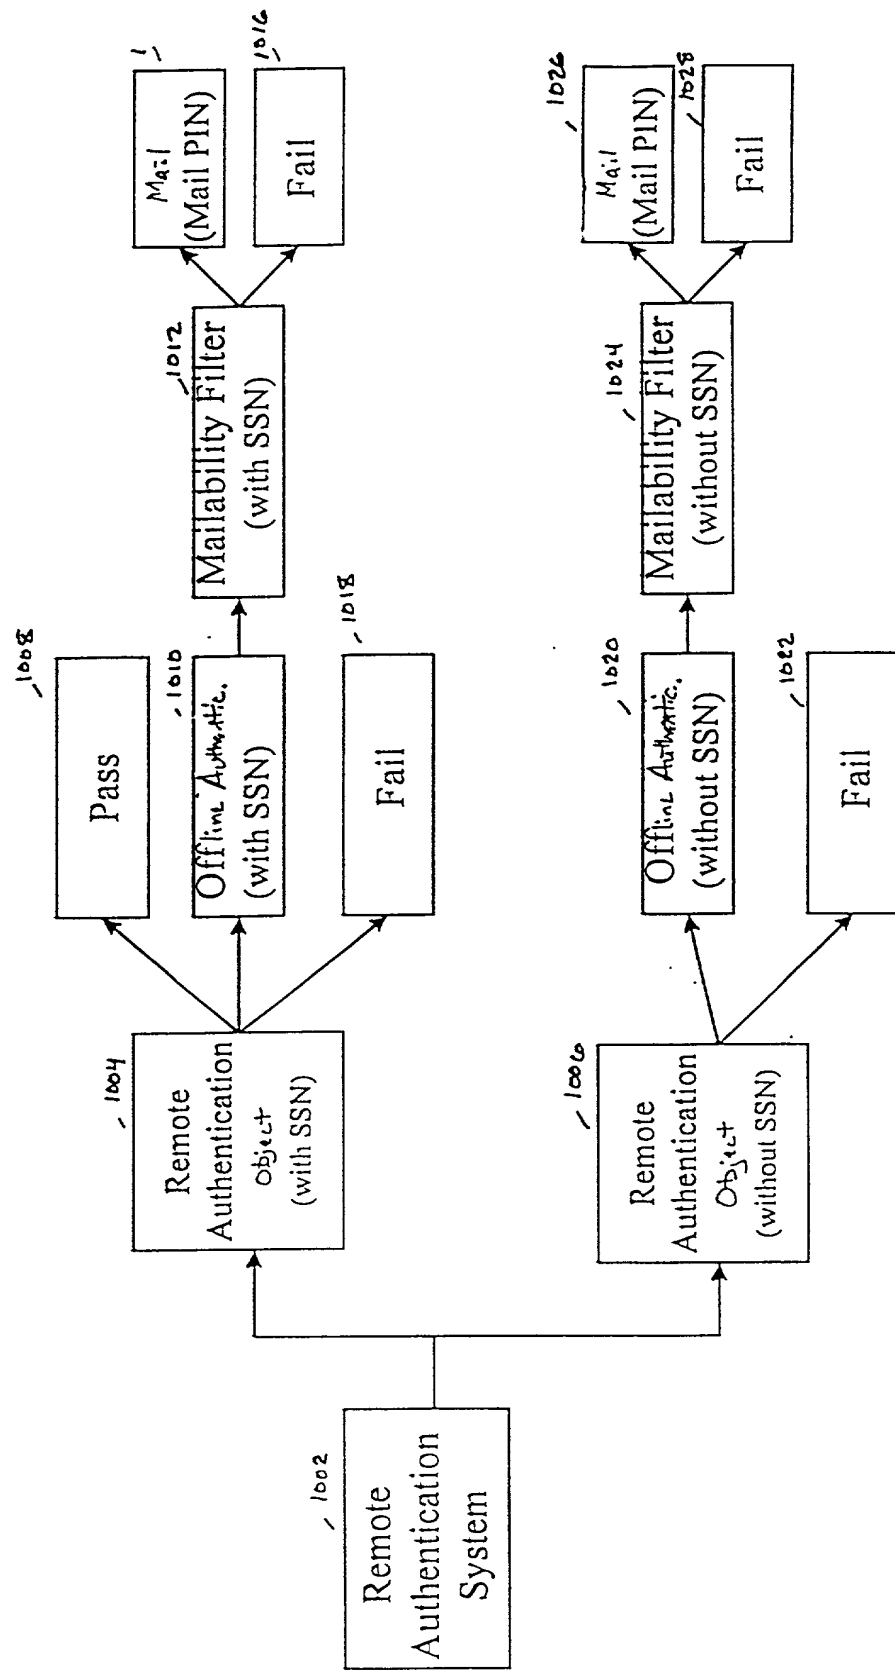 1002
Remote
Authentication
System
1004
Remote
Authentication
Object
(with SSN)
1006
Remote
Authentication
Object
(without SSN)
1008
Pass
1010
Offline Authentic.
(with SSN)
1018
Fail
1012
Mailability Filter
(with SSN)
1
Mail
(Mail PIN)
1016
Fail
1020
Offline Authentic.
(without SSN)
1022
Fail
1024
Mailability Filter
(without SSN)
1026
Mail
(Mail PIN)
1028
Fail